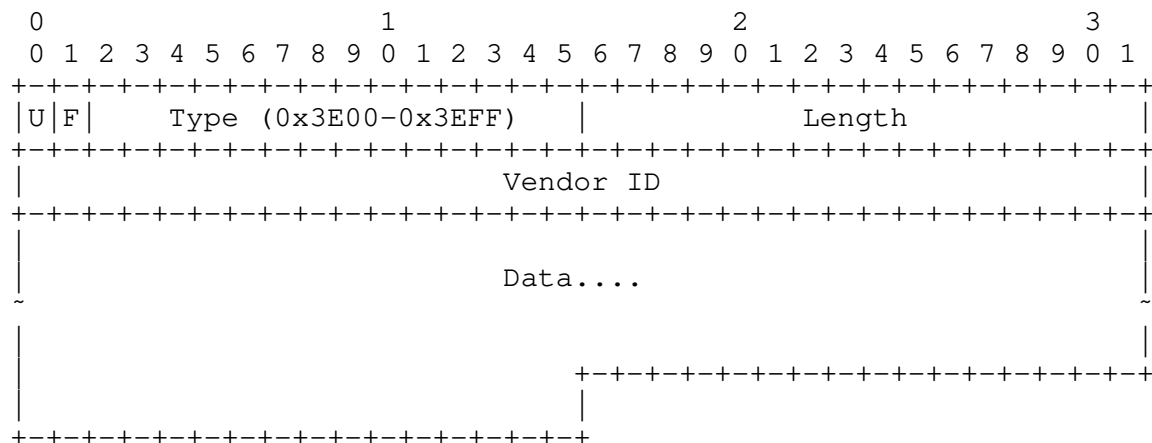 0                   1                   2                   3
 0 1 2 3 4 5 6 7 8 9 0 1 2 3 4 5 6 7 8 9 0 1 2 3 4 5 6 7 8 9 0 1
+-+-+-+-+-+-+-+-+-+-+-+-+-+-+-+-+-+-+-+-+-+-+-+-+-+-+-+-+-+-+-+-+
|U|F|    Type (0x3E00-0x3EFF)   |            Length             |
+-+-+-+-+-+-+-+-+-+-+-+-+-+-+-+-+-+-+-+-+-+-+-+-+-+-+-+-+-+-+-+-+
|                           Vendor ID                           |
+-+-+-+-+-+-+-+-+-+-+-+-+-+-+-+-+-+-+-+-+-+-+-+-+-+-+-+-+-+-+-+-+
|                                                               |
|                           Data....                            |
~                                                               ~
|                                                               |
|                               +-+-+-+-+-+-+-+-+-+-+-+-+-+-+-+-+
|                               |
+-+-+-+-+-+-+-+-+-+-+-+-+-+-+-+-+